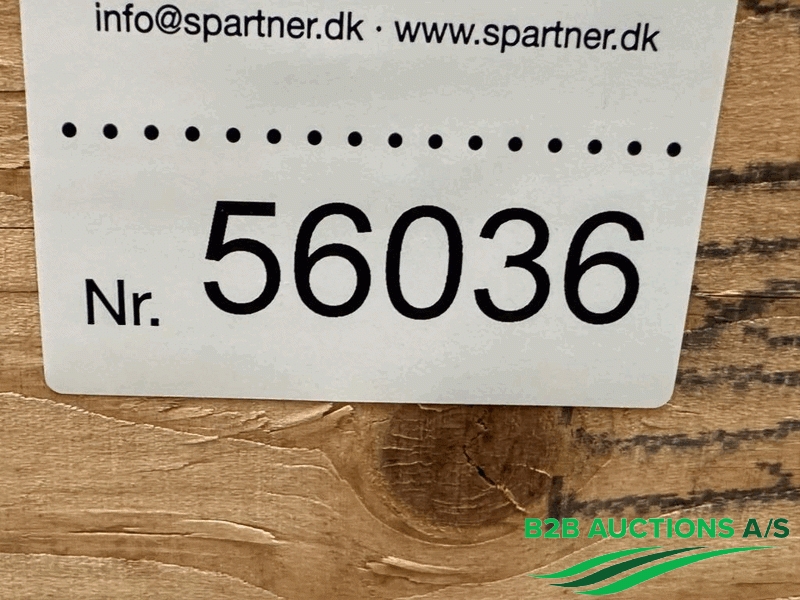 info@spartner.dk · www.spartner.dk
Nr. 56036
B2B AUCTIONS A/S